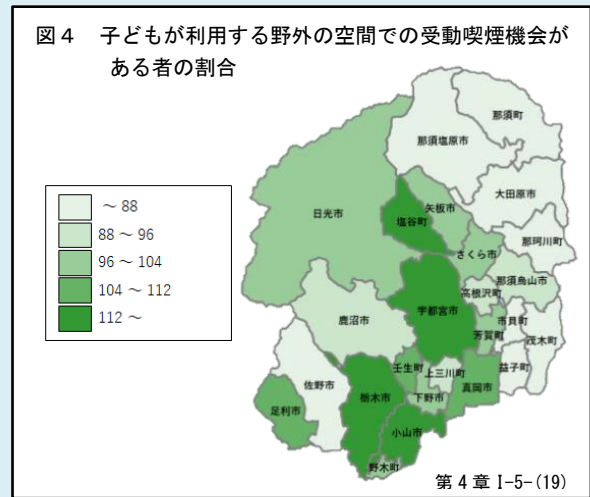 図4 子どもが利用する野外の空間での受動喫煙機会が
ある者の割合
~ 88
88 ~ 96
96 ~ 104
104 ~ 112
112 ~
那須町
那須塩原市
大田原市
日光市
矢板市
塩谷町
那珂川町
さくら市
那須烏山市
高根沢町
宇都宮市
鹿沼市
市貝町
芳賀町
茂木町
壬生町
上三川町
益子町
佐野市
真岡市
栃木市
下野市
足利市
小山市
野木町
第4章 Ⅰ-5-(19)